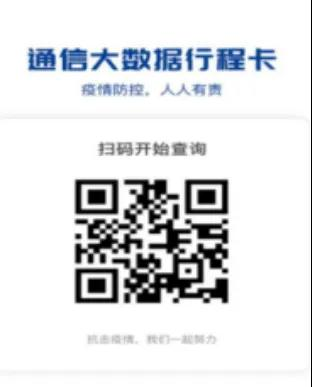 通信大数据行程卡
疫情防控，人人有责
扫码开始查询
抗击疫情，我们一起努力